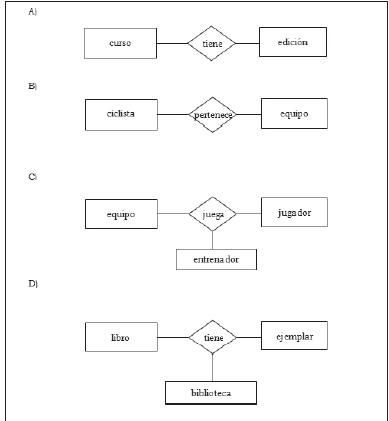 A)
curso tiene edición
B)
ciclista pertenece equipo
C)
equipo juega jugador
entrenador
D)
libro tiene ejemplar
biblioteca